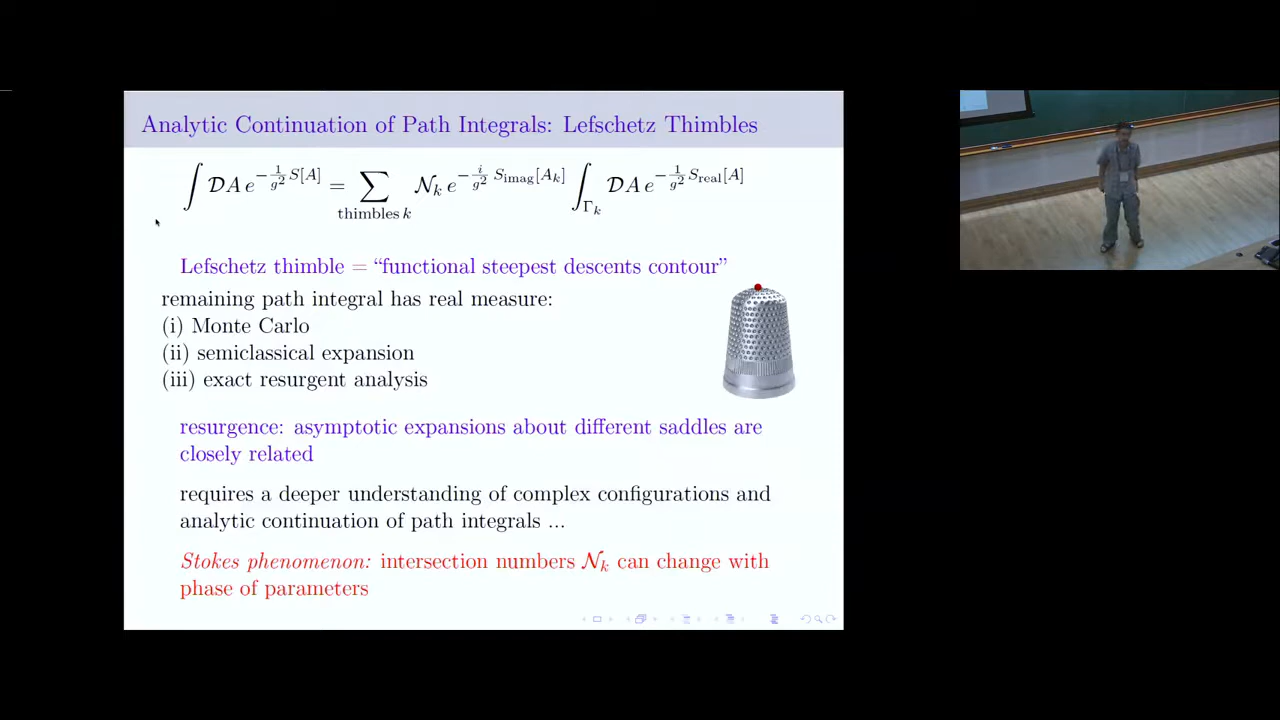 Analytic Continuation of Path Integrals: Lefschetz Thimbles
∫ 𝒟A e^{-\frac{1}{g^2} S[A]} = ∑_{thimbles k} 𝒩_k e^{-\frac{i}{g^2} S_{imag}[A_k]} ∫_{Γ_k} 𝒟A e^{-\frac{1}{g^2} S_{real}[A]}
Lefschetz thimble = “functional steepest descents contour”
remaining path integral has real measure:
(i) Monte Carlo
(ii) semiclassical expansion
(iii) exact resurgent analysis
resurgence: asymptotic expansions about different saddles are
closely related
requires a deeper understanding of complex configurations and
analytic continuation of path integrals ...
Stokes phenomenon: intersection numbers 𝒩_k can change with
phase of parameters